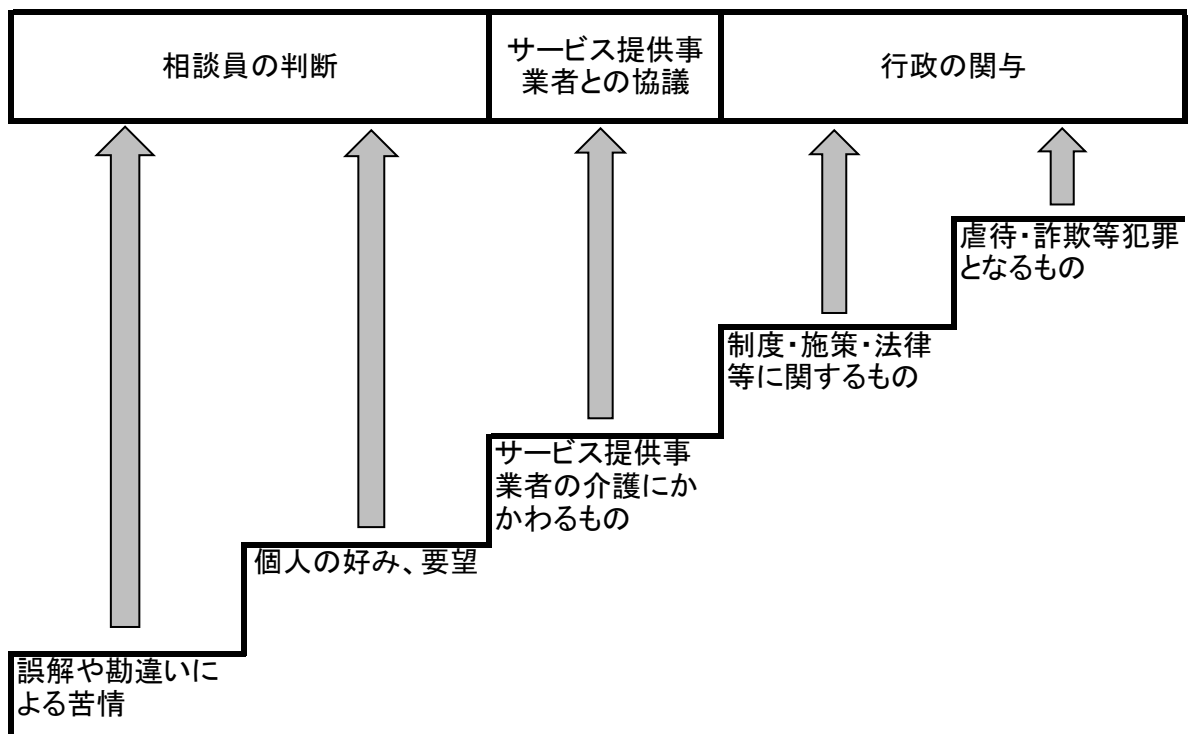 相談員の判断
サービス提供事
業者との協議
行政の関与
虐待・詐欺等犯罪
となるもの
制度・施策・法律
等に関するもの
サービス提供事
業者の介護にか
かわるもの
個人の好み、要望
誤解や勘違いに
よる苦情